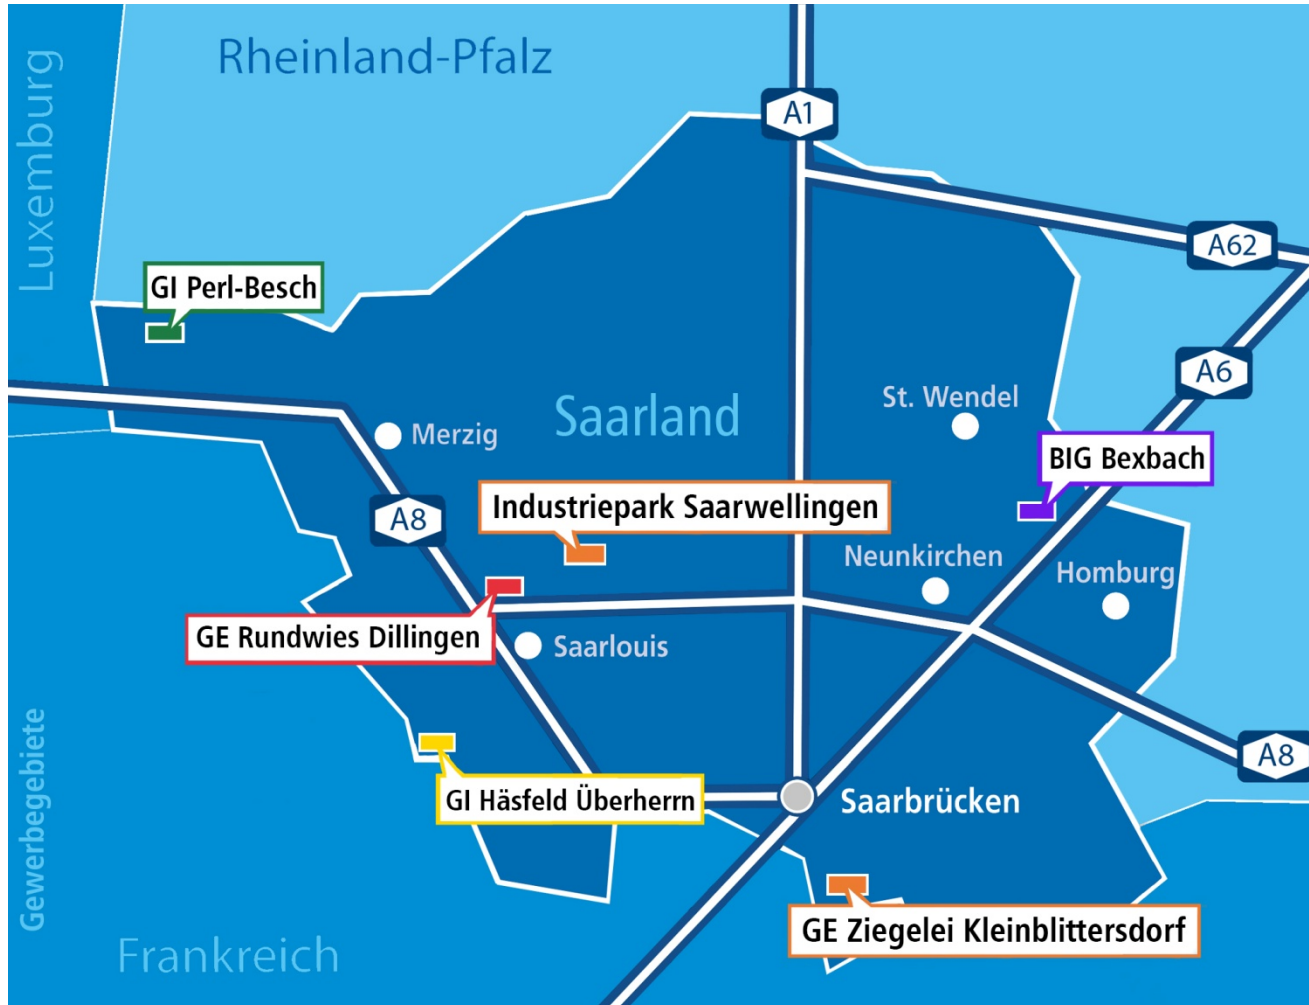 Rheinland-Pfalz
Luxemburg
A1
A62
GI Perl-Besch
A6
Saarland
St. Wendel
Merzig
BIG Bexbach
Industriepark Saarwellingen
A8
Neunkirchen
Homburg
GE Rundwies Dillingen
Saarlouis
Gewerbegebiete
A8
GI Häsfeld Überherrn
Saarbrücken
GE Ziegelei Kleinblittersdorf
Frankreich